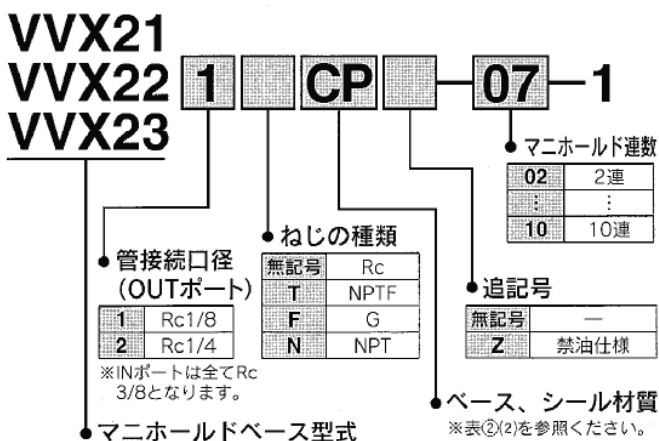 VVX21
VVX22 1 CP - 07 - 1
VVX23
マニホールド連数
02 2連
⋮ ⋮
10 10連
ねじの種類
無記号 Rc
T NPTF
F G
N NPT
管接続口径
(OUTポート)
1 Rc1/8
2 Rc1/4
※INポートは全てRc
3/8となります。
追記号
無記号 —
Z 禁油仕様
ベース、シール材質
※表②(2)を参照ください。
マニホールドベース型式